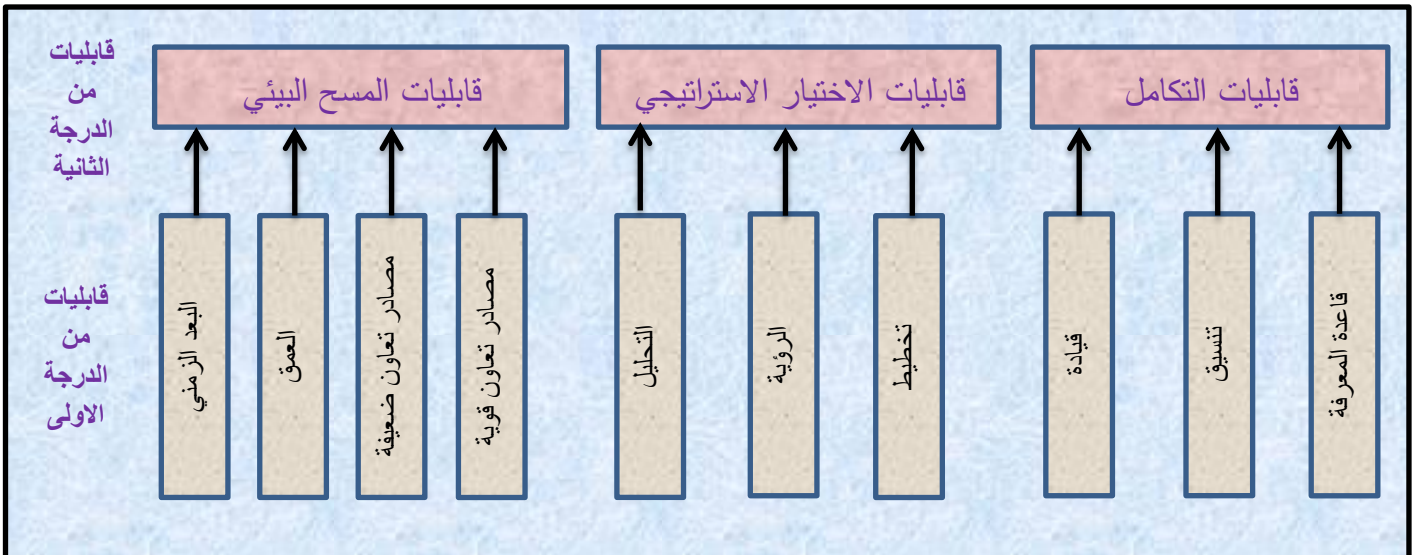 قابليات
من
الدرجة
الثانية
قابليات التكامل
قابليات الاختيار الاستراتيجي
قابليات المسح البيئي
قابليات
من
الدرجة
الاولى
قاعدة المعرفة
تنسيق
قيادة
تخطيط
الرؤية
التحليل
مصادر تعاون قوية
مصادر تعاون ضعيفة
العمق
البعد الزمني